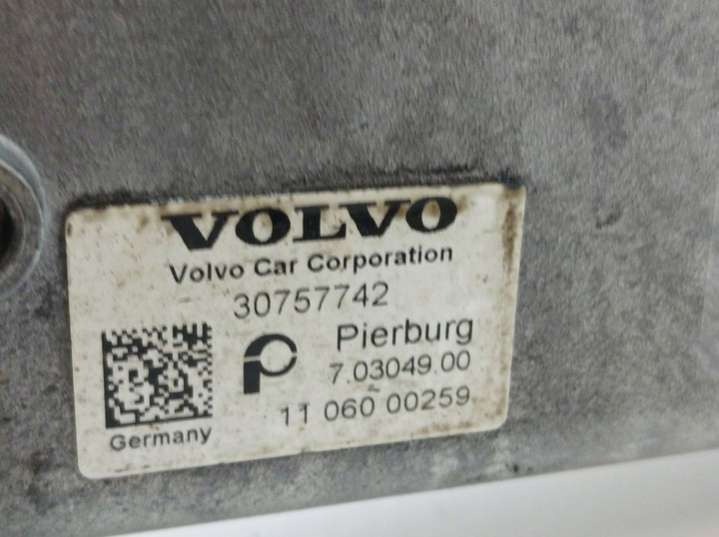 VOLVO
Volvo Car Corporation
30757742
Pierburg
7.03049.00
11 060 00259
Germany